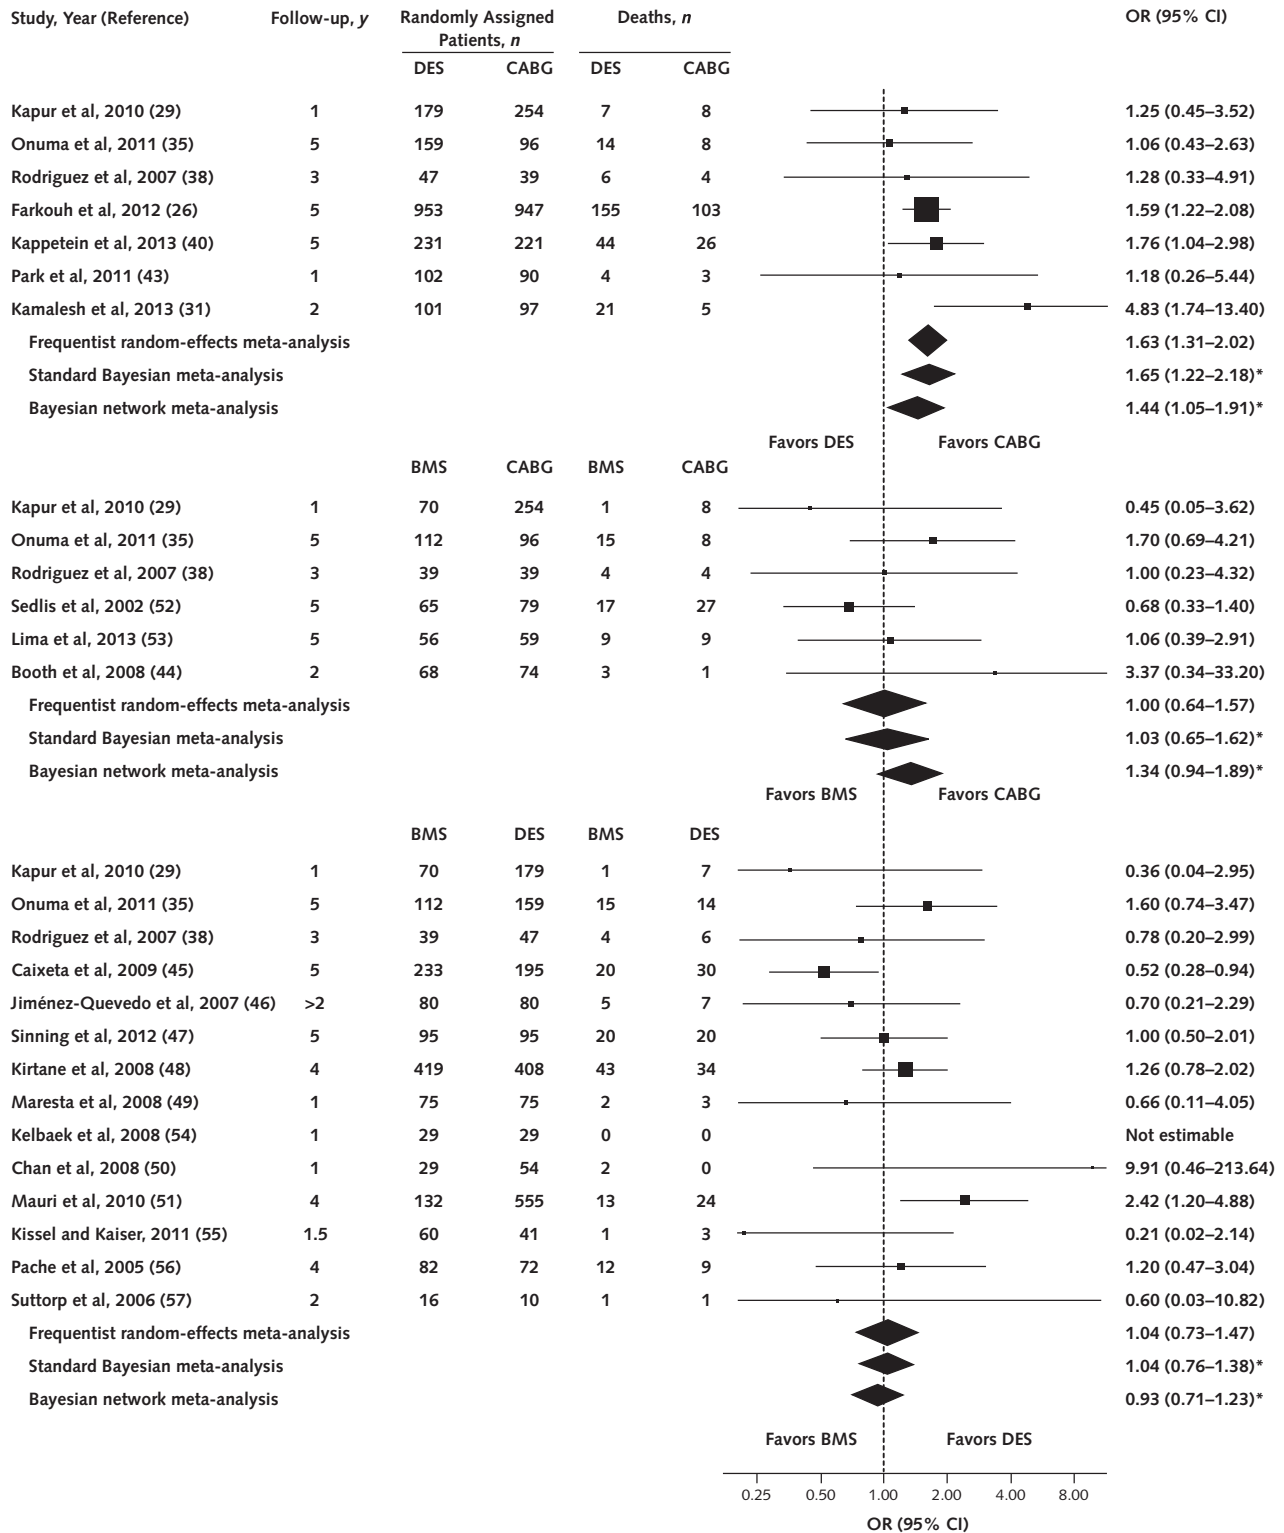 Study, Year (Reference) Follow-up, y Randomly Assigned Patients, n Deaths, n OR (95% CI)
DES CABG DES CABG
Kapur et al, 2010 (29) 1 179 254 7 8 1.25 (0.45–3.52)
Onuma et al, 2011 (35) 5 159 96 14 8 1.06 (0.43–2.63)
Rodriguez et al, 2007 (38) 3 47 39 6 4 1.28 (0.33–4.91)
Farkouh et al, 2012 (26) 5 953 947 155 103 1.59 (1.22–2.08)
Kappetein et al, 2013 (40) 5 231 221 44 26 1.76 (1.04–2.98)
Park et al, 2011 (43) 1 102 90 4 3 1.18 (0.26–5.44)
Kamalesh et al, 2013 (31) 2 101 97 21 5 4.83 (1.74–13.40)
Frequentist random-effects meta-analysis 1.63 (1.31–2.02)
Standard Bayesian meta-analysis 1.65 (1.22–2.18)*
Bayesian network meta-analysis 1.44 (1.05–1.91)*
Favors DES Favors CABG
BMS CABG BMS CABG
Kapur et al, 2010 (29) 1 70 254 1 8 0.45 (0.05–3.62)
Onuma et al, 2011 (35) 5 112 96 15 8 1.70 (0.69–4.21)
Rodriguez et al, 2007 (38) 3 39 39 4 4 1.00 (0.23–4.32)
Sedlis et al, 2002 (52) 5 65 79 17 27 0.68 (0.33–1.40)
Lima et al, 2013 (53) 5 56 59 9 9 1.06 (0.39–2.91)
Booth et al, 2008 (44) 2 68 74 3 1 3.37 (0.34–33.20)
Frequentist random-effects meta-analysis 1.00 (0.64–1.57)
Standard Bayesian meta-analysis 1.03 (0.65–1.62)*
Bayesian network meta-analysis 1.34 (0.94–1.89)*
Favors BMS Favors CABG
BMS DES BMS DES
Kapur et al, 2010 (29) 1 70 179 1 7 0.36 (0.04–2.95)
Onuma et al, 2011 (35) 5 112 159 15 14 1.60 (0.74–3.47)
Rodriguez et al, 2007 (38) 3 39 47 4 6 0.78 (0.20–2.99)
Caixeta et al, 2009 (45) 5 233 195 20 30 0.52 (0.28–0.94)
Jiménez-Quevedo et al, 2007 (46) >2 80 80 5 7 0.70 (0.21–2.29)
Sinning et al, 2012 (47) 5 95 95 20 20 1.00 (0.50–2.01)
Kirtane et al, 2008 (48) 4 419 408 43 34 1.26 (0.78–2.02)
Maresta et al, 2008 (49) 1 75 75 2 3 0.66 (0.11–4.05)
Kelbaek et al, 2008 (54) 1 29 29 0 0 Not estimable
Chan et al, 2008 (50) 1 29 54 2 0 9.91 (0.46–213.64)
Mauri et al, 2010 (51) 4 132 555 13 24 2.42 (1.20–4.88)
Kissel and Kaiser, 2011 (55) 1.5 60 41 1 3 0.21 (0.02–2.14)
Pache et al, 2005 (56) 4 82 72 12 9 1.20 (0.47–3.04)
Suttorp et al, 2006 (57) 2 16 10 1 1 0.60 (0.03–10.82)
Frequentist random-effects meta-analysis 1.04 (0.73–1.47)
Standard Bayesian meta-analysis 1.04 (0.76–1.38)*
Bayesian network meta-analysis 0.93 (0.71–1.23)*
Favors BMS Favors DES
0.25 0.50 1.00 2.00 4.00 8.00
OR (95% CI)